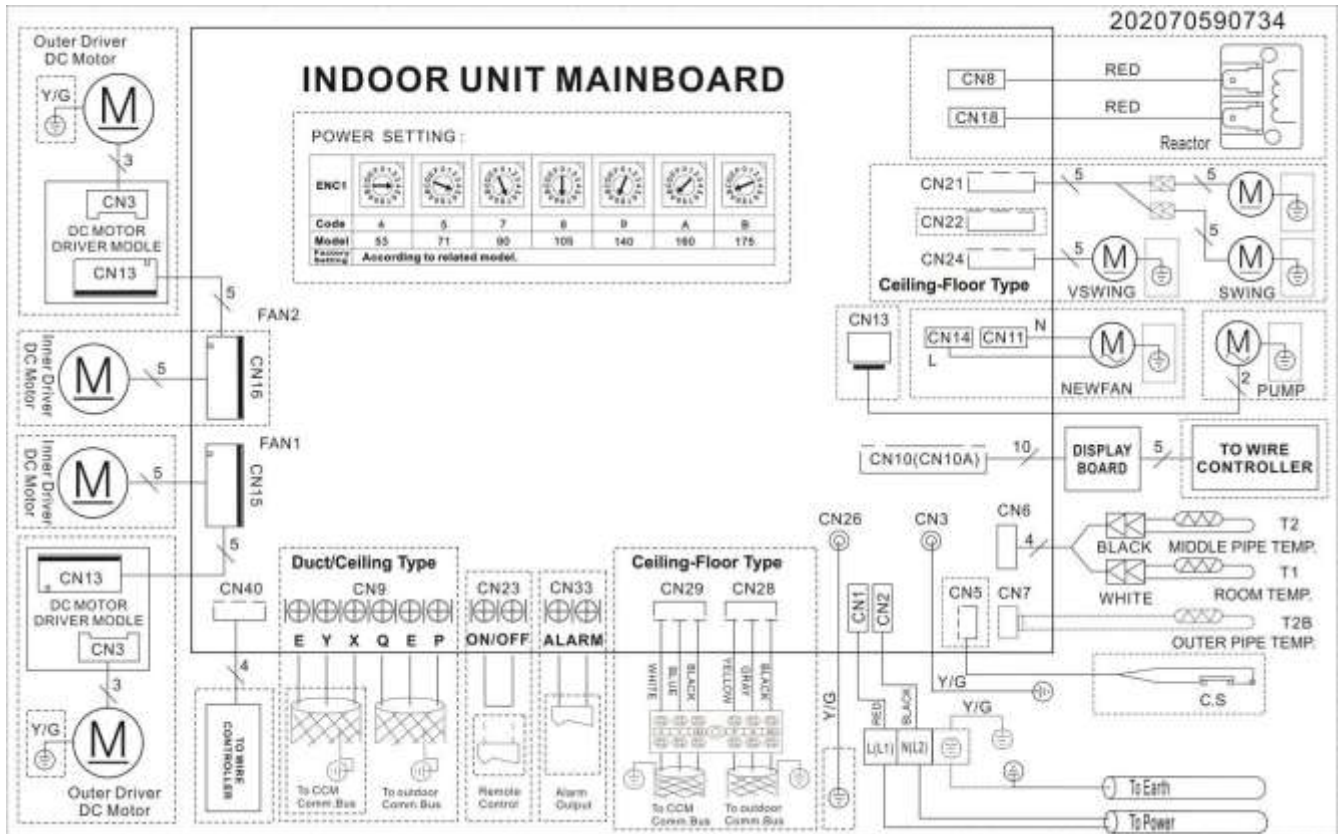 202070590734
Outer Driver
DC Motor
Y/G
M
3
CN3
DC MOTOR
DRIVER MODLE
CN13
5
FAN2
Inner Driver
DC Motor
M
5
CN16
FAN1
Inner Driver
DC Motor
M
5
CN15
5
CN13
DC MOTOR
DRIVER MODLE
CN3
3
Y/G
M
Outer Driver
DC Motor
INDOOR UNIT MAINBOARD
POWER SETTING:
ENC1
Code 4 5 7 8 9 A B
Model 53 71 90 105 140 160 175
Factory Setting According to related model.
CN8 RED
CN18 RED
Reactor
CN21 5 5 M
CN22
5
CN24 5 M M
Ceiling-Floor Type VSWING SWING
CN13
CN14 CN11 N
L
M
NEWFAN
M
2
PUMP
CN10(CN10A) 10 DISPLAY BOARD 5 TO WIRE CONTROLLER
CN26 CN3 CN6
4
T2
BLACK MIDDLE PIPE TEMP.
T1
WHITE ROOM TEMP.
CN5 CN7
T2B
OUTER PIPE TEMP.
C.S
CN1 CN2
Y/G
Y/G
RED BLACK
Y/G
L(L1) N(L2)
To Earth
To Power
CN40
4
TO WIRE CONTROLLER
Duct/Ceiling Type
CN9
E Y X Q E P
To CCM Comm.Bus
To outdoor Comm.Bus
CN23
ON/OFF
Remote Control
CN33
ALARM
Alarm Output
Ceiling-Floor Type
CN29 CN28
WHITE BLUE BLACK YELLOW GRAY BLACK
To CCM Comm.Bus
To outdoor Comm.Bus